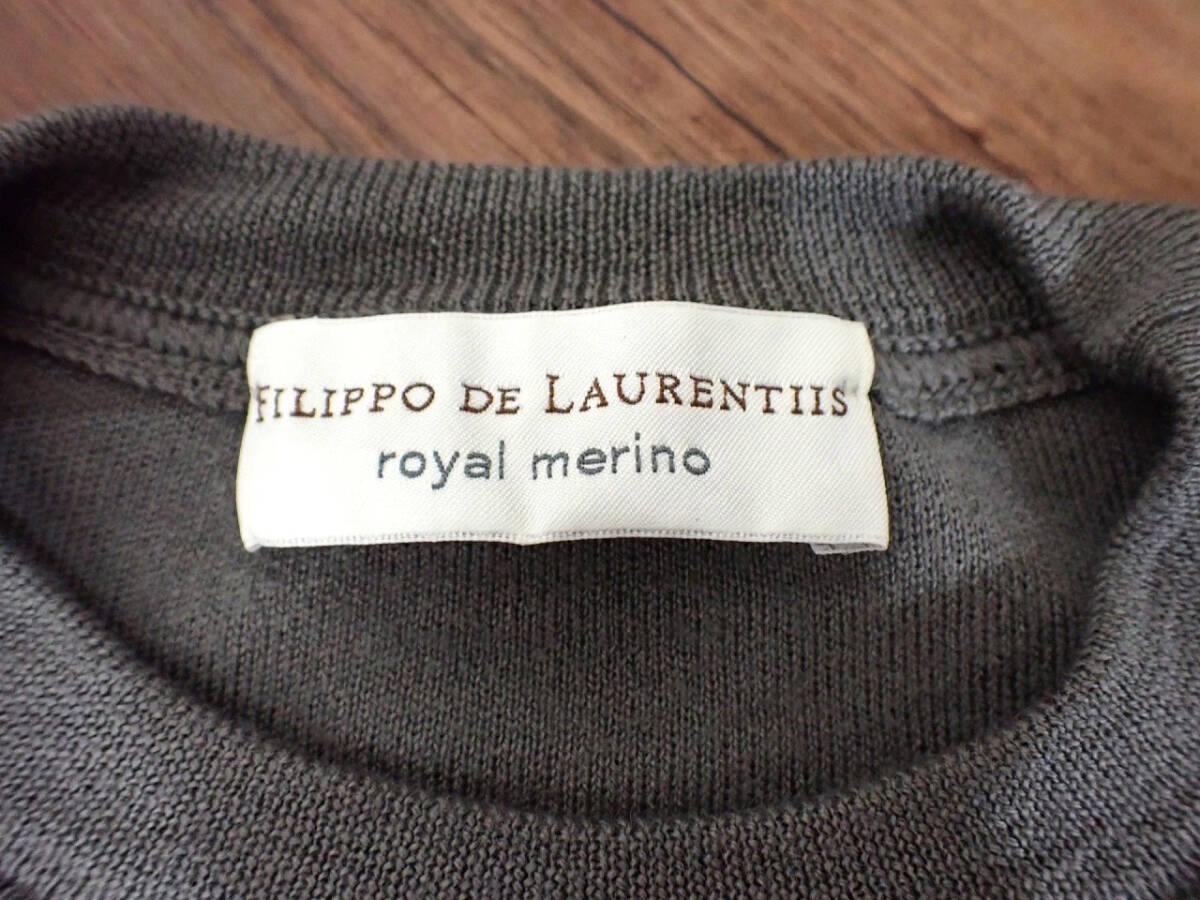 FILIPPO DE LAURENTIIS
royal merino